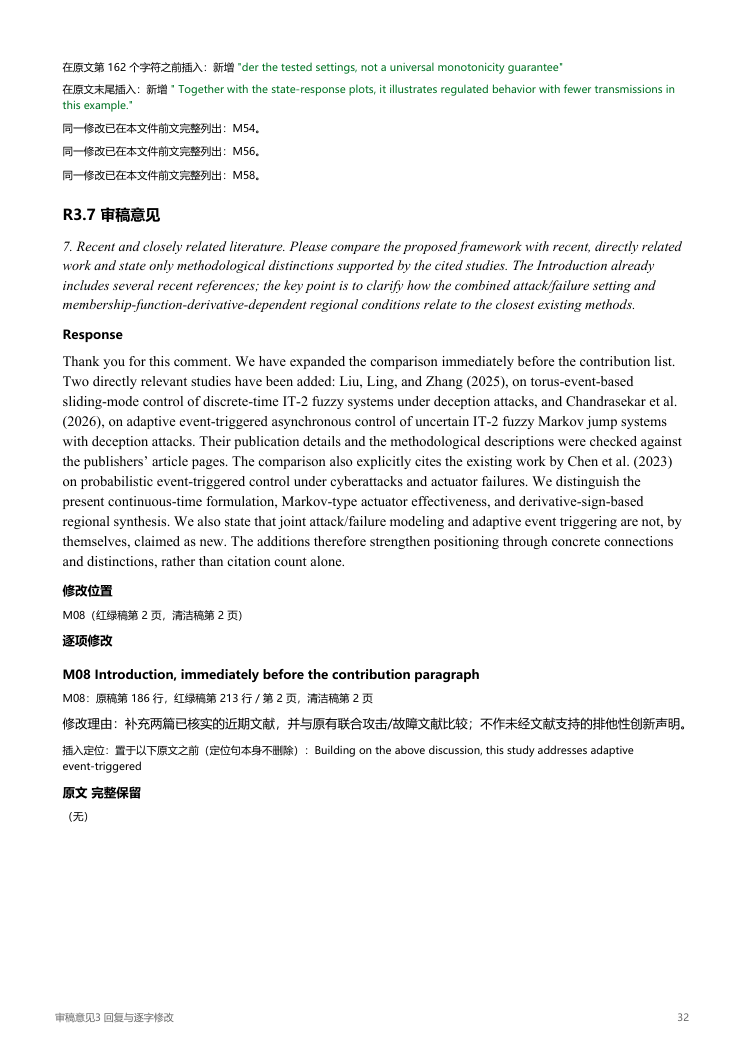 在原文第 162 个字符之前插入：新增 "der the tested settings, not a universal monotonicity guarantee"
在原文末尾插入：新增 " Together with the state-response plots, it illustrates regulated behavior with fewer transmissions in
this example."
同一修改已在本文件前文完整列出：M54。
同一修改已在本文件前文完整列出：M56。
同一修改已在本文件前文完整列出：M58。
R3.7 审稿意见
7. Recent and closely related literature. Please compare the proposed framework with recent, directly related
work and state only methodological distinctions supported by the cited studies. The Introduction already
includes several recent references; the key point is to clarify how the combined attack/failure setting and
membership-function-derivative-dependent regional conditions relate to the closest existing methods.
Response
Thank you for this comment. We have expanded the comparison immediately before the contribution list.
Two directly relevant studies have been added: Liu, Ling, and Zhang (2025), on torus-event-based
sliding-mode control of discrete-time IT-2 fuzzy systems under deception attacks, and Chandrasekar et al.
(2026), on adaptive event-triggered asynchronous control of uncertain IT-2 fuzzy Markov jump systems
with deception attacks. Their publication details and the methodological descriptions were checked against
the publishers’ article pages. The comparison also explicitly cites the existing work by Chen et al. (2023)
on probabilistic event-triggered control under cyberattacks and actuator failures. We distinguish the
present continuous-time formulation, Markov-type actuator effectiveness, and derivative-sign-based
regional synthesis. We also state that joint attack/failure modeling and adaptive event triggering are not, by
themselves, claimed as new. The additions therefore strengthen positioning through concrete connections
and distinctions, rather than citation count alone.
修改位置
M08（红绿稿第 2 页，清洁稿第 2 页）
逐项修改
M08 Introduction, immediately before the contribution paragraph
M08：原稿第 186 行，红绿稿第 213 行 / 第 2 页，清洁稿第 2 页
修改理由：补充两篇已核实的近期文献，并与原有联合攻击/故障文献比较；不作未经文献支持的排他性创新声明。
插入定位：置于以下原文之前（定位句本身不删除）：Building on the above discussion, this study addresses adaptive
event-triggered
原文 完整保留
（无）
审稿意见3 回复与逐字修改
32